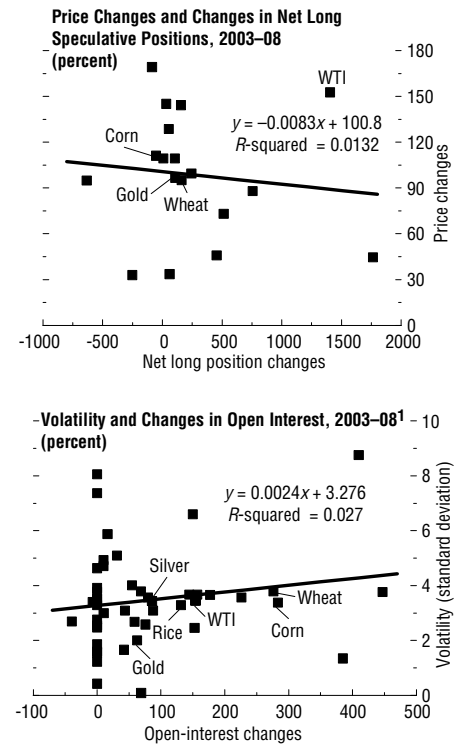 Price Changes and Changes in Net Long
Speculative Positions, 2003–08
(percent)
180
WTI
150
y = –0.0083x + 100.8
R-squared = 0.0132
120
Corn
90
Gold
Wheat
60
30
0
Price changes
-1000 -500 0 500 1000 1500 2000
Net long position changes
Volatility and Changes in Open Interest, 2003–08¹
(percent)
10
8
y = 0.0024x + 3.276
R-squared = 0.027
6
Silver
4
Wheat
Rice
WTI
Corn
2
Gold
0
Volatility (standard deviation)
-100 0 100 200 300 400 500
Open-interest changes